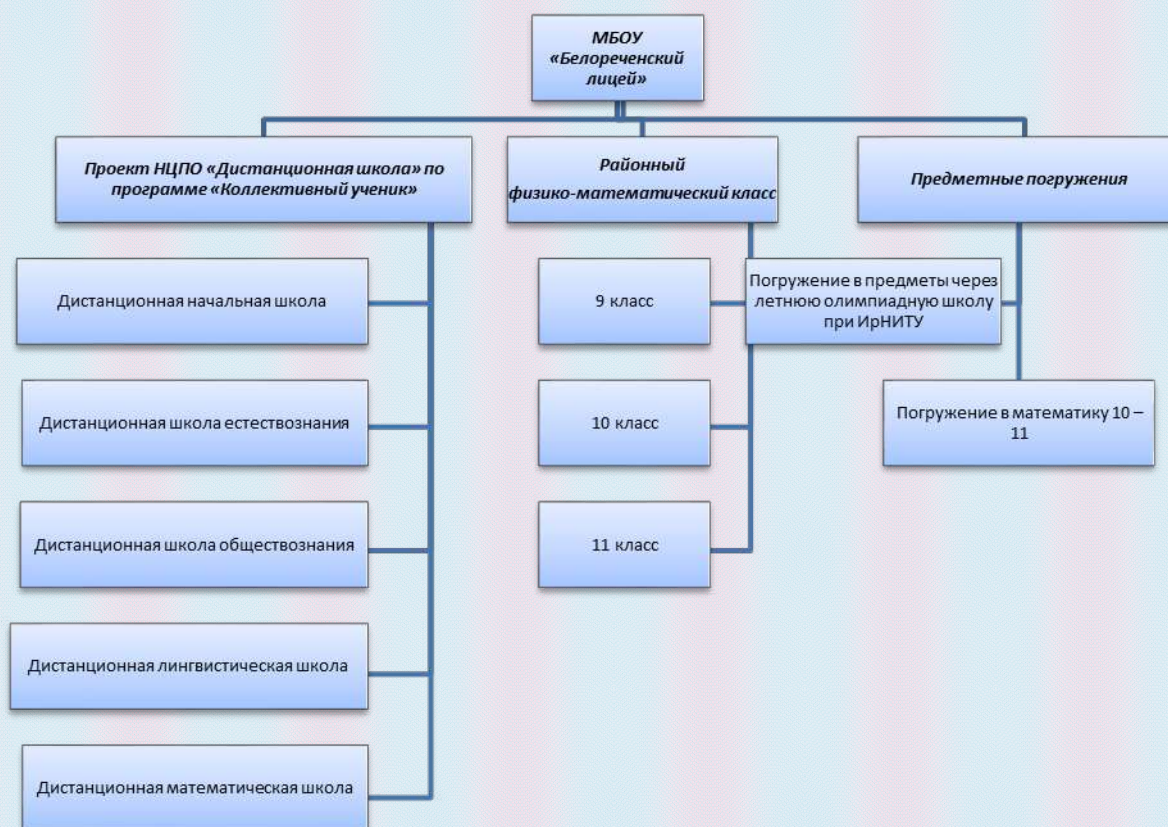 МБОУ
«Белореченский
лицей»
Проект НЦПО «Дистанционная школа» по
программе «Коллективный ученик»
Районный
физико-математический класс
Предметные погружения
Дистанционная начальная школа
Дистанционная школа естествознания
Дистанционная школа обществознания
Дистанционная лингвистическая школа
Дистанционная математическая школа
9 класс
10 класс
11 класс
Погружение в предметы через
летнюю олимпиадную школу
при ИрНИТУ
Погружение в математику 10 –
11